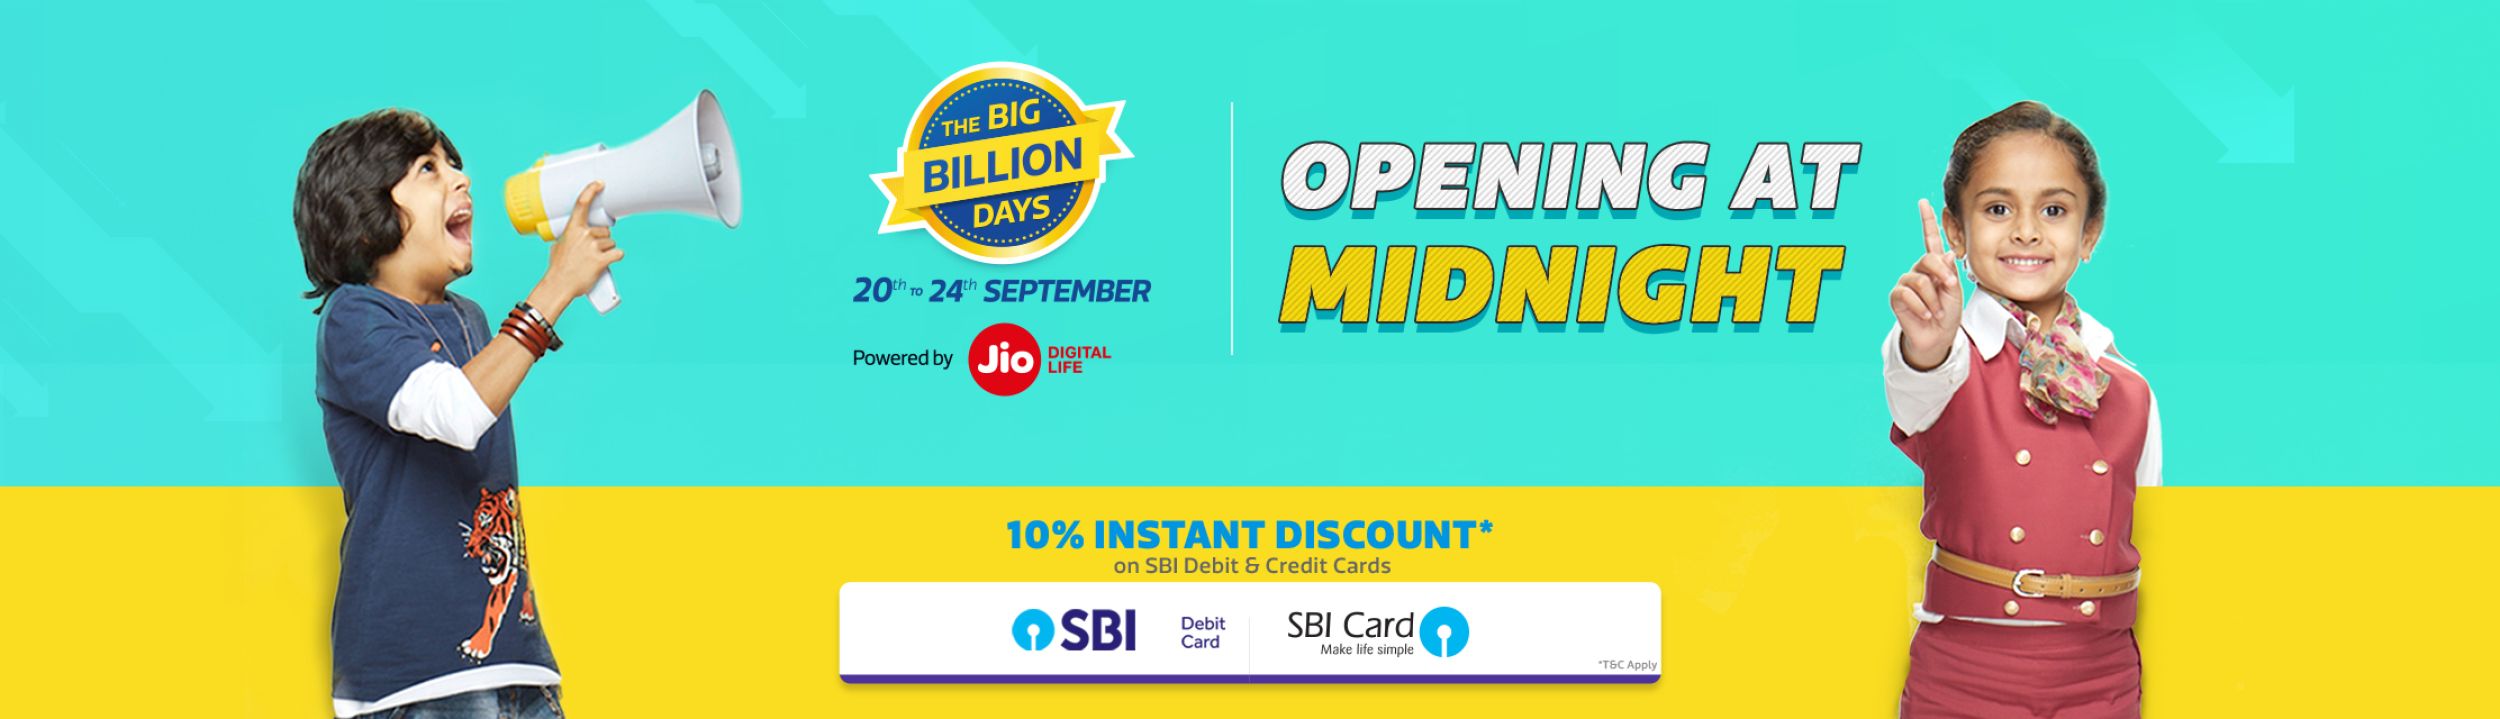 THE BIG
BILLION
DAYS
20th TO 24th SEPTEMBER
Powered by Jio DIGITAL LIFE
OPENING AT
MIDNIGHT
10% INSTANT DISCOUNT*
on SBI Debit & Credit Cards
SBI Debit Card
SBI Card
Make life simple
*T&C Apply